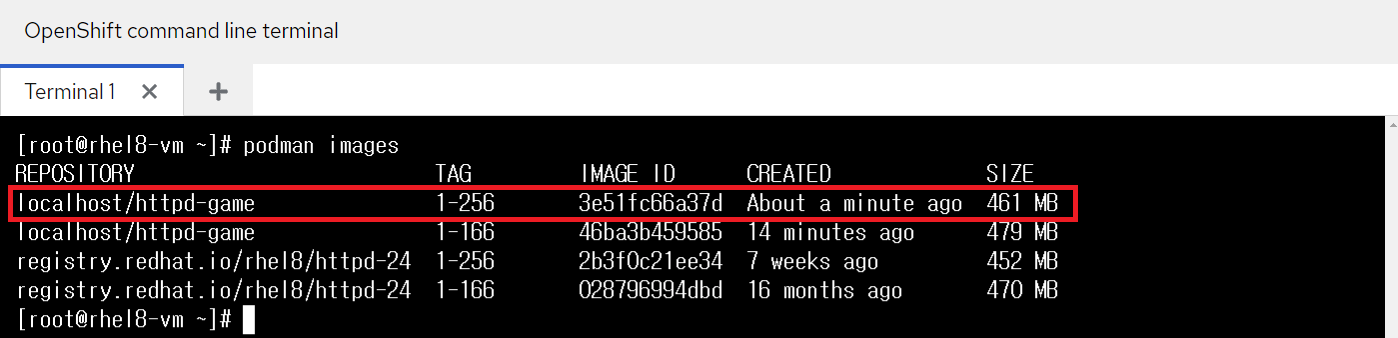 OpenShift command line terminal
Terminal 1
[root@rhel8-vm ~]# podman images
REPOSITORY TAG IMAGE ID CREATED SIZE
localhost/httpd-game 1-256 3e51fc66a37d About a minute ago 461 MB
localhost/httpd-game 1-166 46ba3b459585 14 minutes ago 479 MB
registry.redhat.io/rhel8/httpd-24 1-256 2b3f0c21ee34 7 weeks ago 452 MB
registry.redhat.io/rhel8/httpd-24 1-166 028796994dbd 16 months ago 470 MB
[root@rhel8-vm ~]#